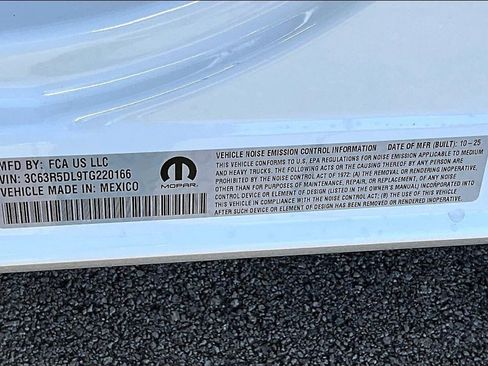 MFD BY: FCA US LLC
VIN: 3C63R5DL9TG220166
VEHICLE MADE IN: MEXICO
MOPAR
VEHICLE NOISE EMISSION CONTROL INFORMATION DATE OF MFR (BUILT): 10-25
THIS VEHICLE CONFORMS TO U.S. EPA REGULATIONS FOR NOISE EMISSION APPLICABLE TO MEDIUM
AND HEAVY TRUCKS. THE FOLLOWING ACTS OR THE CAUSING THEREOF BY ANY PERSON ARE
PROHIBITED BY THE NOISE CONTROL ACT OF 1972: (A) THE REMOVAL OR RENDERING INOPERATIVE,
OTHER THAN FOR PURPOSES OF MAINTENANCE, REPAIR, OR REPLACEMENT, OF ANY NOISE CONTROL
DEVICE OR ELEMENT OF DESIGN (LISTED IN THE OWNER'S MANUAL) INCORPORATED INTO
THIS VEHICLE IN COMPLIANCE WITH THE NOISE CONTROL ACT; (B) THE USE OF THIS VEHICLE
AFTER SUCH DEVICE OR ELEMENT OF DESIGN HAS BEEN REMOVED OR RENDERED INOPERATIVE.